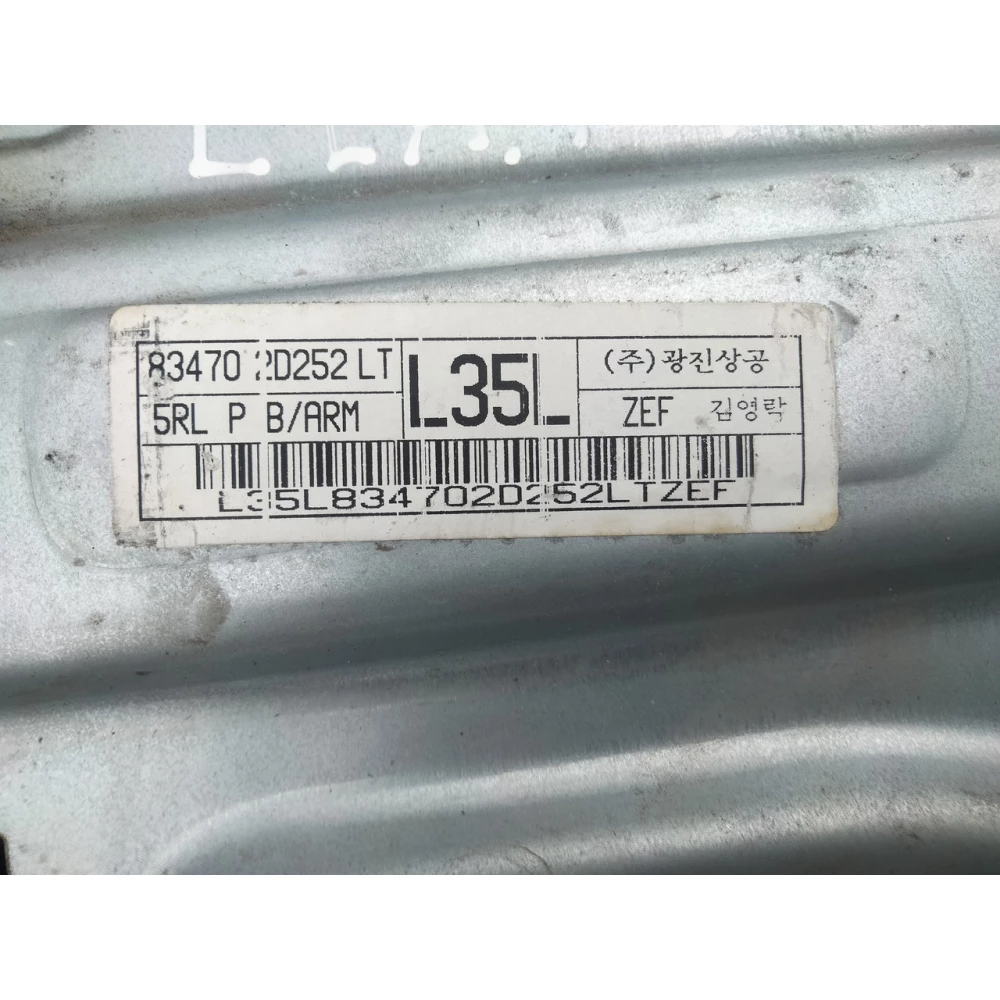 83470 2D252 LT
L35L
(주)광진상공
5RL P B/ARM
ZEF 김영락
L35L834702D252LTZEF